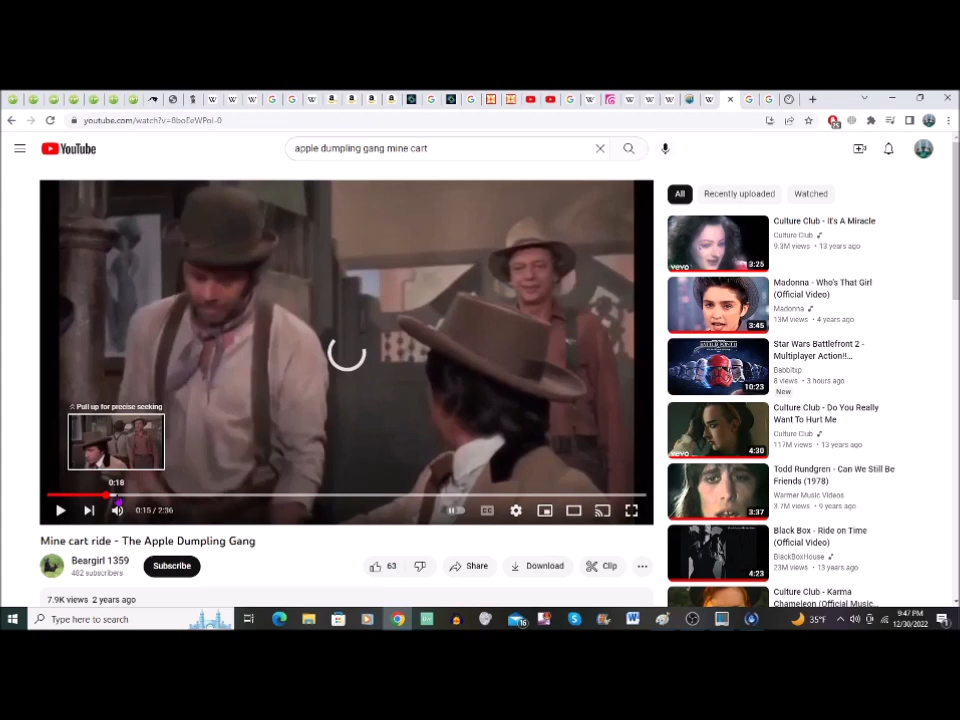 youtube.com/watch?v=8boEeWPoI-0
YouTube
apple dumpling gang mine cart
All
Recently uploaded
Watched
Culture Club - It's A Miracle
Culture Club
9.3M views • 13 years ago
vevo
3:25
Madonna - Who's That Girl
(Official Video)
Madonna
13M views • 4 years ago
3:45
Star Wars Battlefront 2 -
Multiplayer Action!!...
Babbitxp
8 views • 3 hours ago
New
10:23
Culture Club - Do You Really
Want To Hurt Me
Culture Club
117M views • 13 years ago
vevo
4:30
Todd Rundgren - Can We Still Be
Friends (1978)
Warner Music Videos
3.7M views • 9 years ago
3:37
Black Box - Ride on Time
(Official Video)
BlackBoxHouse
23M views • 13 years ago
4:23
Culture Club - Karma
Chameleon (Official Music...
Pull up for precise seeking
0:18
0:15 / 2:36
Mine cart ride - The Apple Dumpling Gang
Beargirl 1359
402 subscribers
Subscribe
63
Share
Download
Clip
7.9K views 2 years ago
Type here to search
16
35°F
9:47 PM
12/30/2022